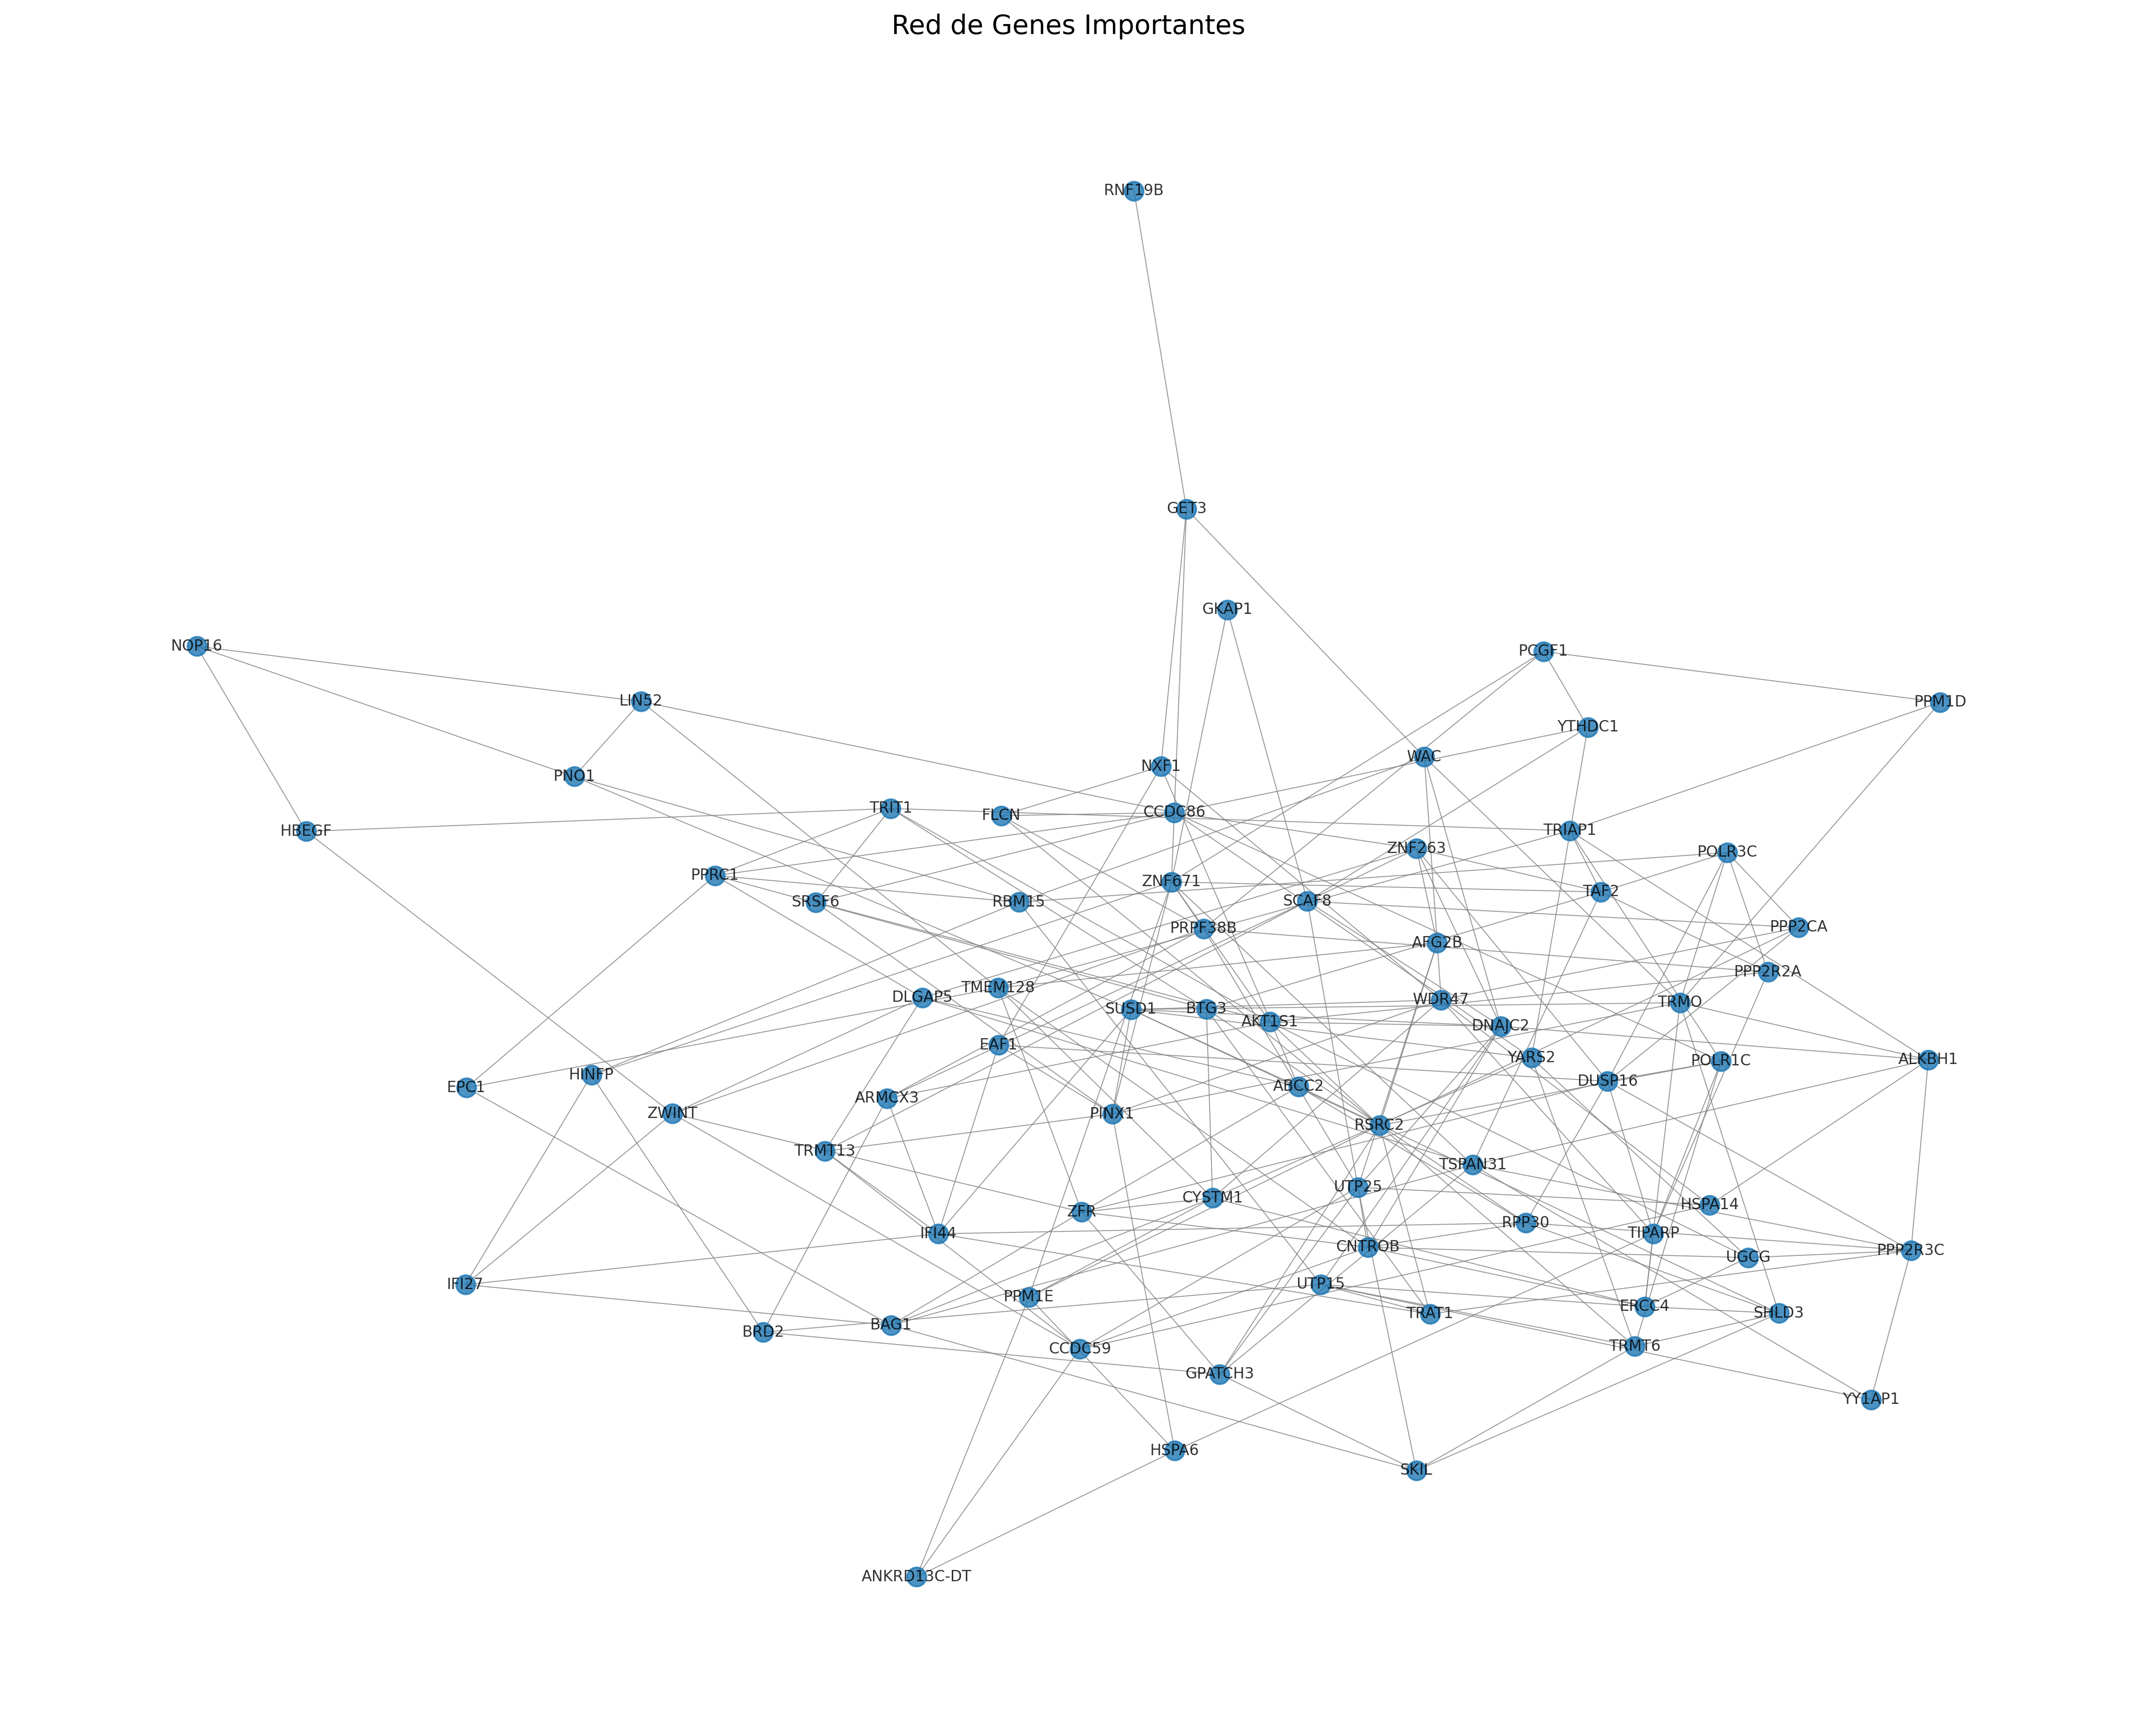 Red de Genes Importantes
RNF19B
GET3
GKAP1
NOP16
PCGF1
LIN52
PPM1D
YTHDC1
WAC
NXF1
PNO1
TRIT1
CCDC86
FLCN
HBEGF
TRIAP1
ZNF263
POLR3C
PPRC1
ZNF671
TAF2
SRSF6
RBM15
SCAF8
PRPF38B
PPP2CA
AFG2B
PPP2R2A
TMEM128
DLGAP5
WDR47
TRMO
SUSD1
BTG3
AKT1S1
DNAJC2
EAF1
YARS2
ALKBH1
POLR1C
HINFP
DUSP16
EPC1
ABCC2
ARMCX3
ZWINT
PINX1
RSRC2
TRMT13
TSPAN31
UTP25
CYSTM1
HSPA14
ZFR
RPP30
IFI44
TIPARP
CNTROB
PPP2R3C
UGCG
IFI27
UTP15
PPM1E
ERCC4
SHLD3
TRAT1
BAG1
BRD2
TRMT6
CCDC59
GPATCH3
YY1AP1
HSPA6
SKIL
ANKRD13C-DT